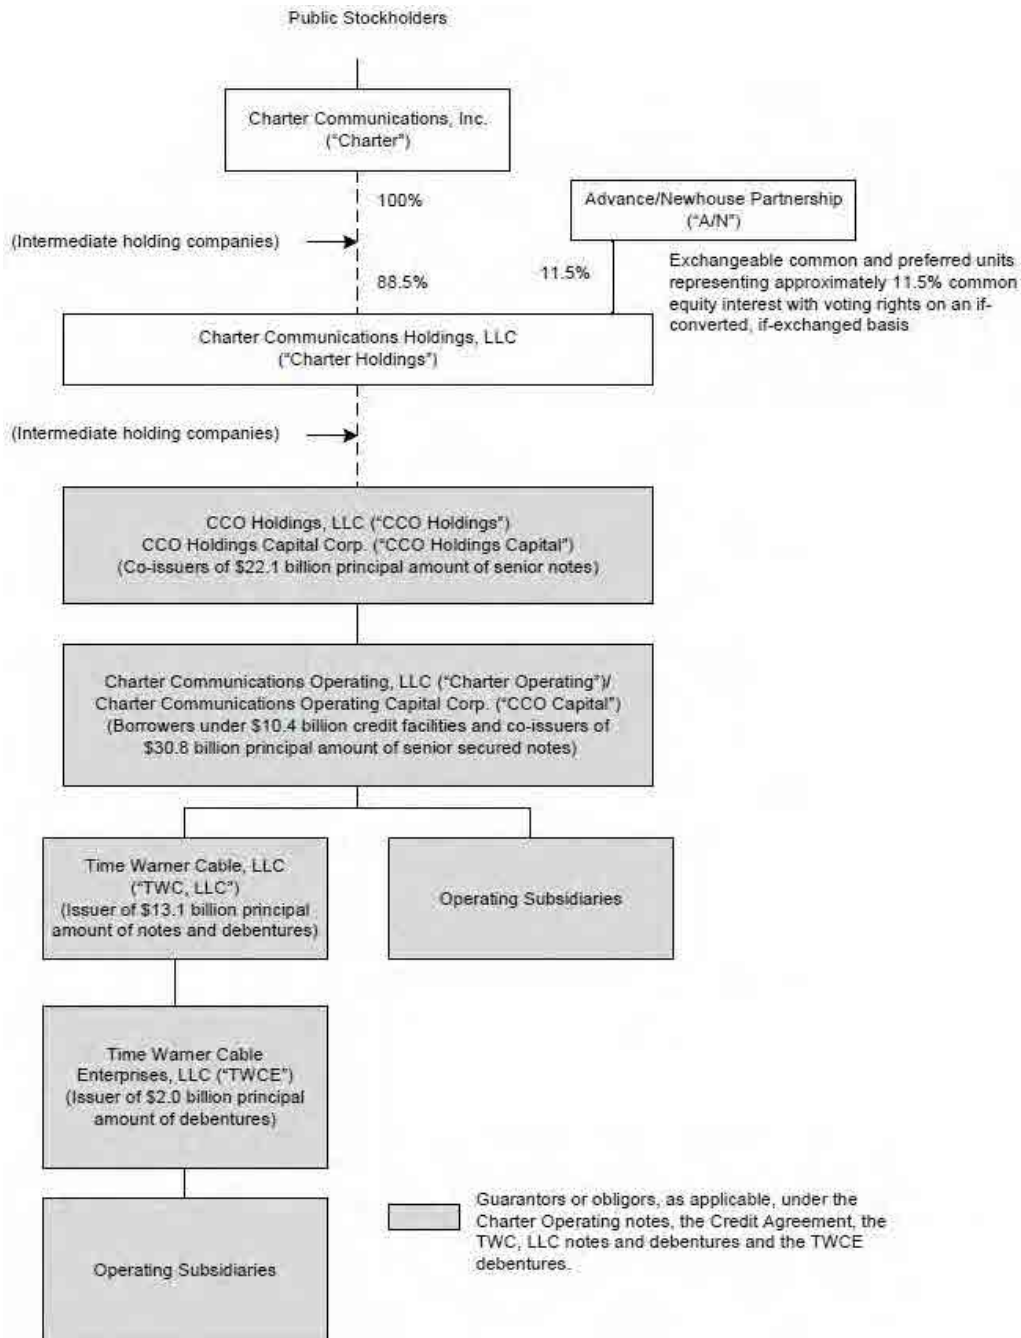 Public Stockholders
Charter Communications, Inc.
("Charter")
100%
Advance/Newhouse Partnership
("A/N")
(Intermediate holding companies)
88.5%
11.5%
Exchangeable common and preferred units
representing approximately 11.5% common
equity interest with voting rights on an if-
converted, if-exchanged basis
Charter Communications Holdings, LLC
("Charter Holdings")
(Intermediate holding companies)
CCO Holdings, LLC ("CCO Holdings")
CCO Holdings Capital Corp. ("CCO Holdings Capital")
(Co-issuers of $22.1 billion principal amount of senior notes)
Charter Communications Operating, LLC ("Charter Operating")/
Charter Communications Operating Capital Corp. ("CCO Capital")
(Borrowers under $10.4 billion credit facilities and co-issuers of
$30.8 billion principal amount of senior secured notes)
Time Warner Cable, LLC
("TWC, LLC")
(Issuer of $13.1 billion principal
amount of notes and debentures)
Operating Subsidiaries
Time Warner Cable
Enterprises, LLC ("TWCE")
(Issuer of $2.0 billion principal
amount of debentures)
Operating Subsidiaries
Guarantors or obligors, as applicable, under the
Charter Operating notes, the Credit Agreement, the
TWC, LLC notes and debentures and the TWCE
debentures.